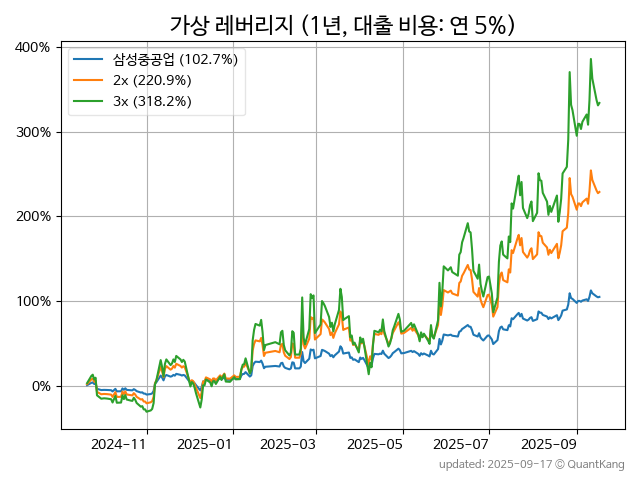 가상 레버리지 (1년, 대출 비용: 연 5%)
400%
300%
200%
100%
0%
삼성중공업 (102.7%)
2x (220.9%)
3x (318.2%)
2024-11
2025-01
2025-03
2025-05
2025-07
2025-09
updated: 2025-09-17 © QuantKang